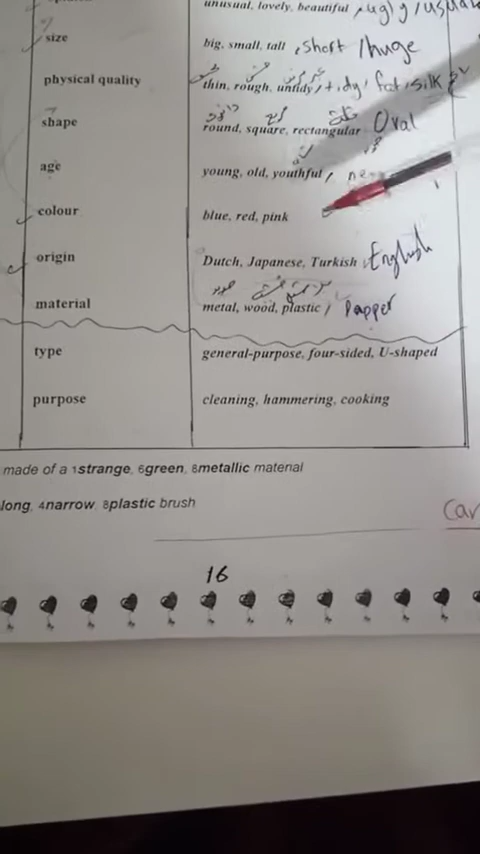 unusual, lovely, beautiful / ugly / usual
size big, small, tall , short / huge
physical quality thin, rough, untidy, tidy, fat, silk
shape round, square, rectangular Oval
age young, old, youthful /
colour blue, red, pink
origin Dutch, Japanese, Turkish , English
material metal, wood, plastic / Papper
type general-purpose, four-sided, U-shaped
purpose cleaning, hammering, cooking
made of a 1strange, 6green, 8metallic material
long, 4narrow, 8plastic brush
Car
16